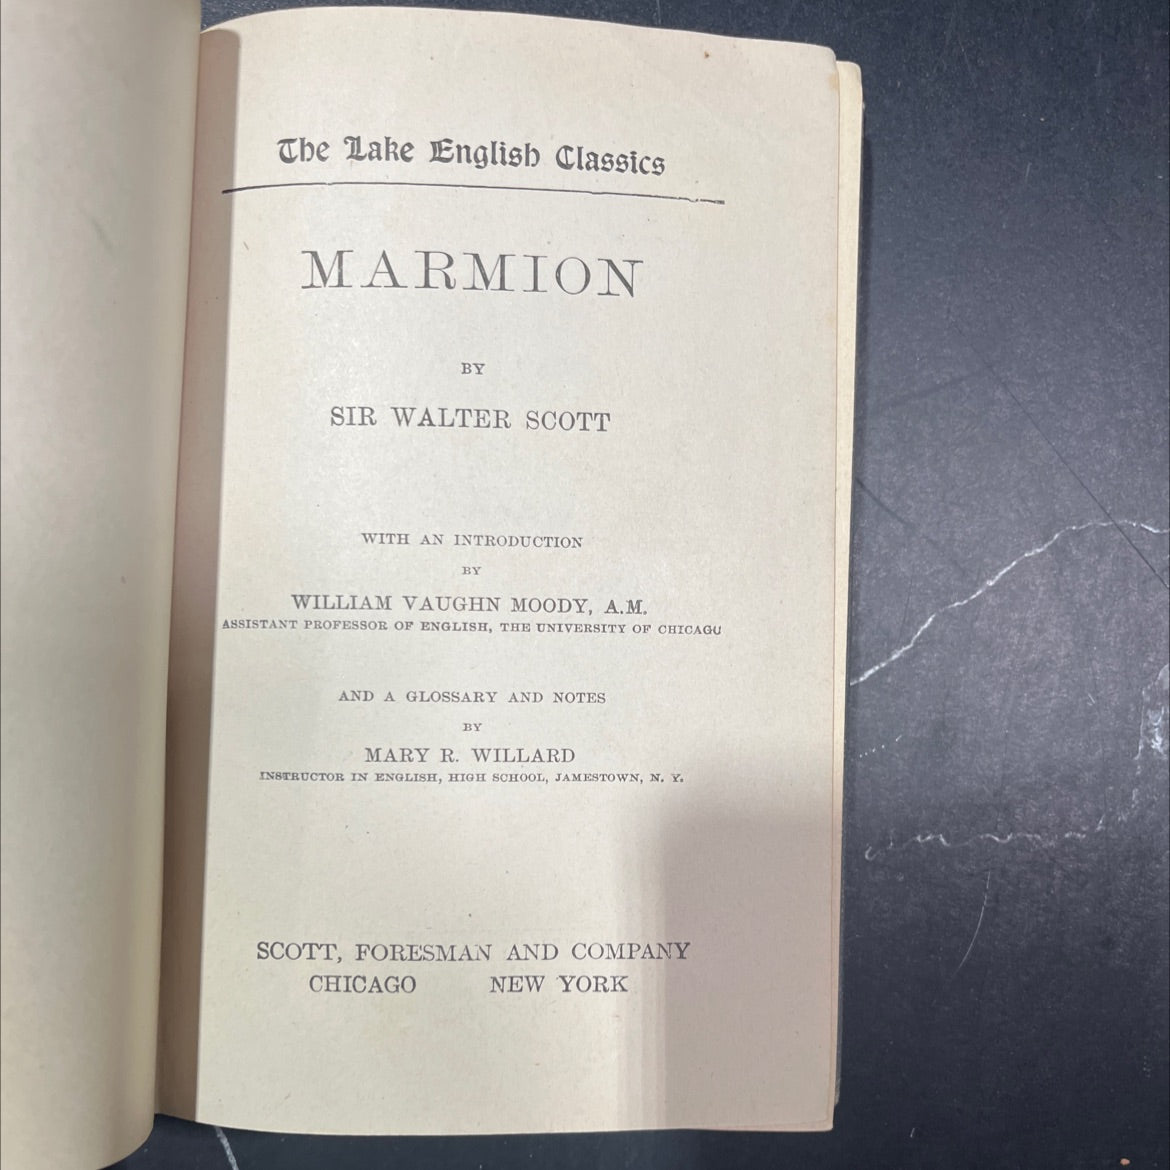 The Lake English Classics
MARMION
BY
SIR WALTER SCOTT
WITH AN INTRODUCTION
BY
WILLIAM VAUGHN MOODY, A.M.
ASSISTANT PROFESSOR OF ENGLISH, THE UNIVERSITY OF CHICAGO
AND A GLOSSARY AND NOTES
BY
MARY R. WILLARD
INSTRUCTOR IN ENGLISH, HIGH SCHOOL, JAMESTOWN, N. Y.
SCOTT, FORESMAN AND COMPANY
CHICAGO NEW YORK